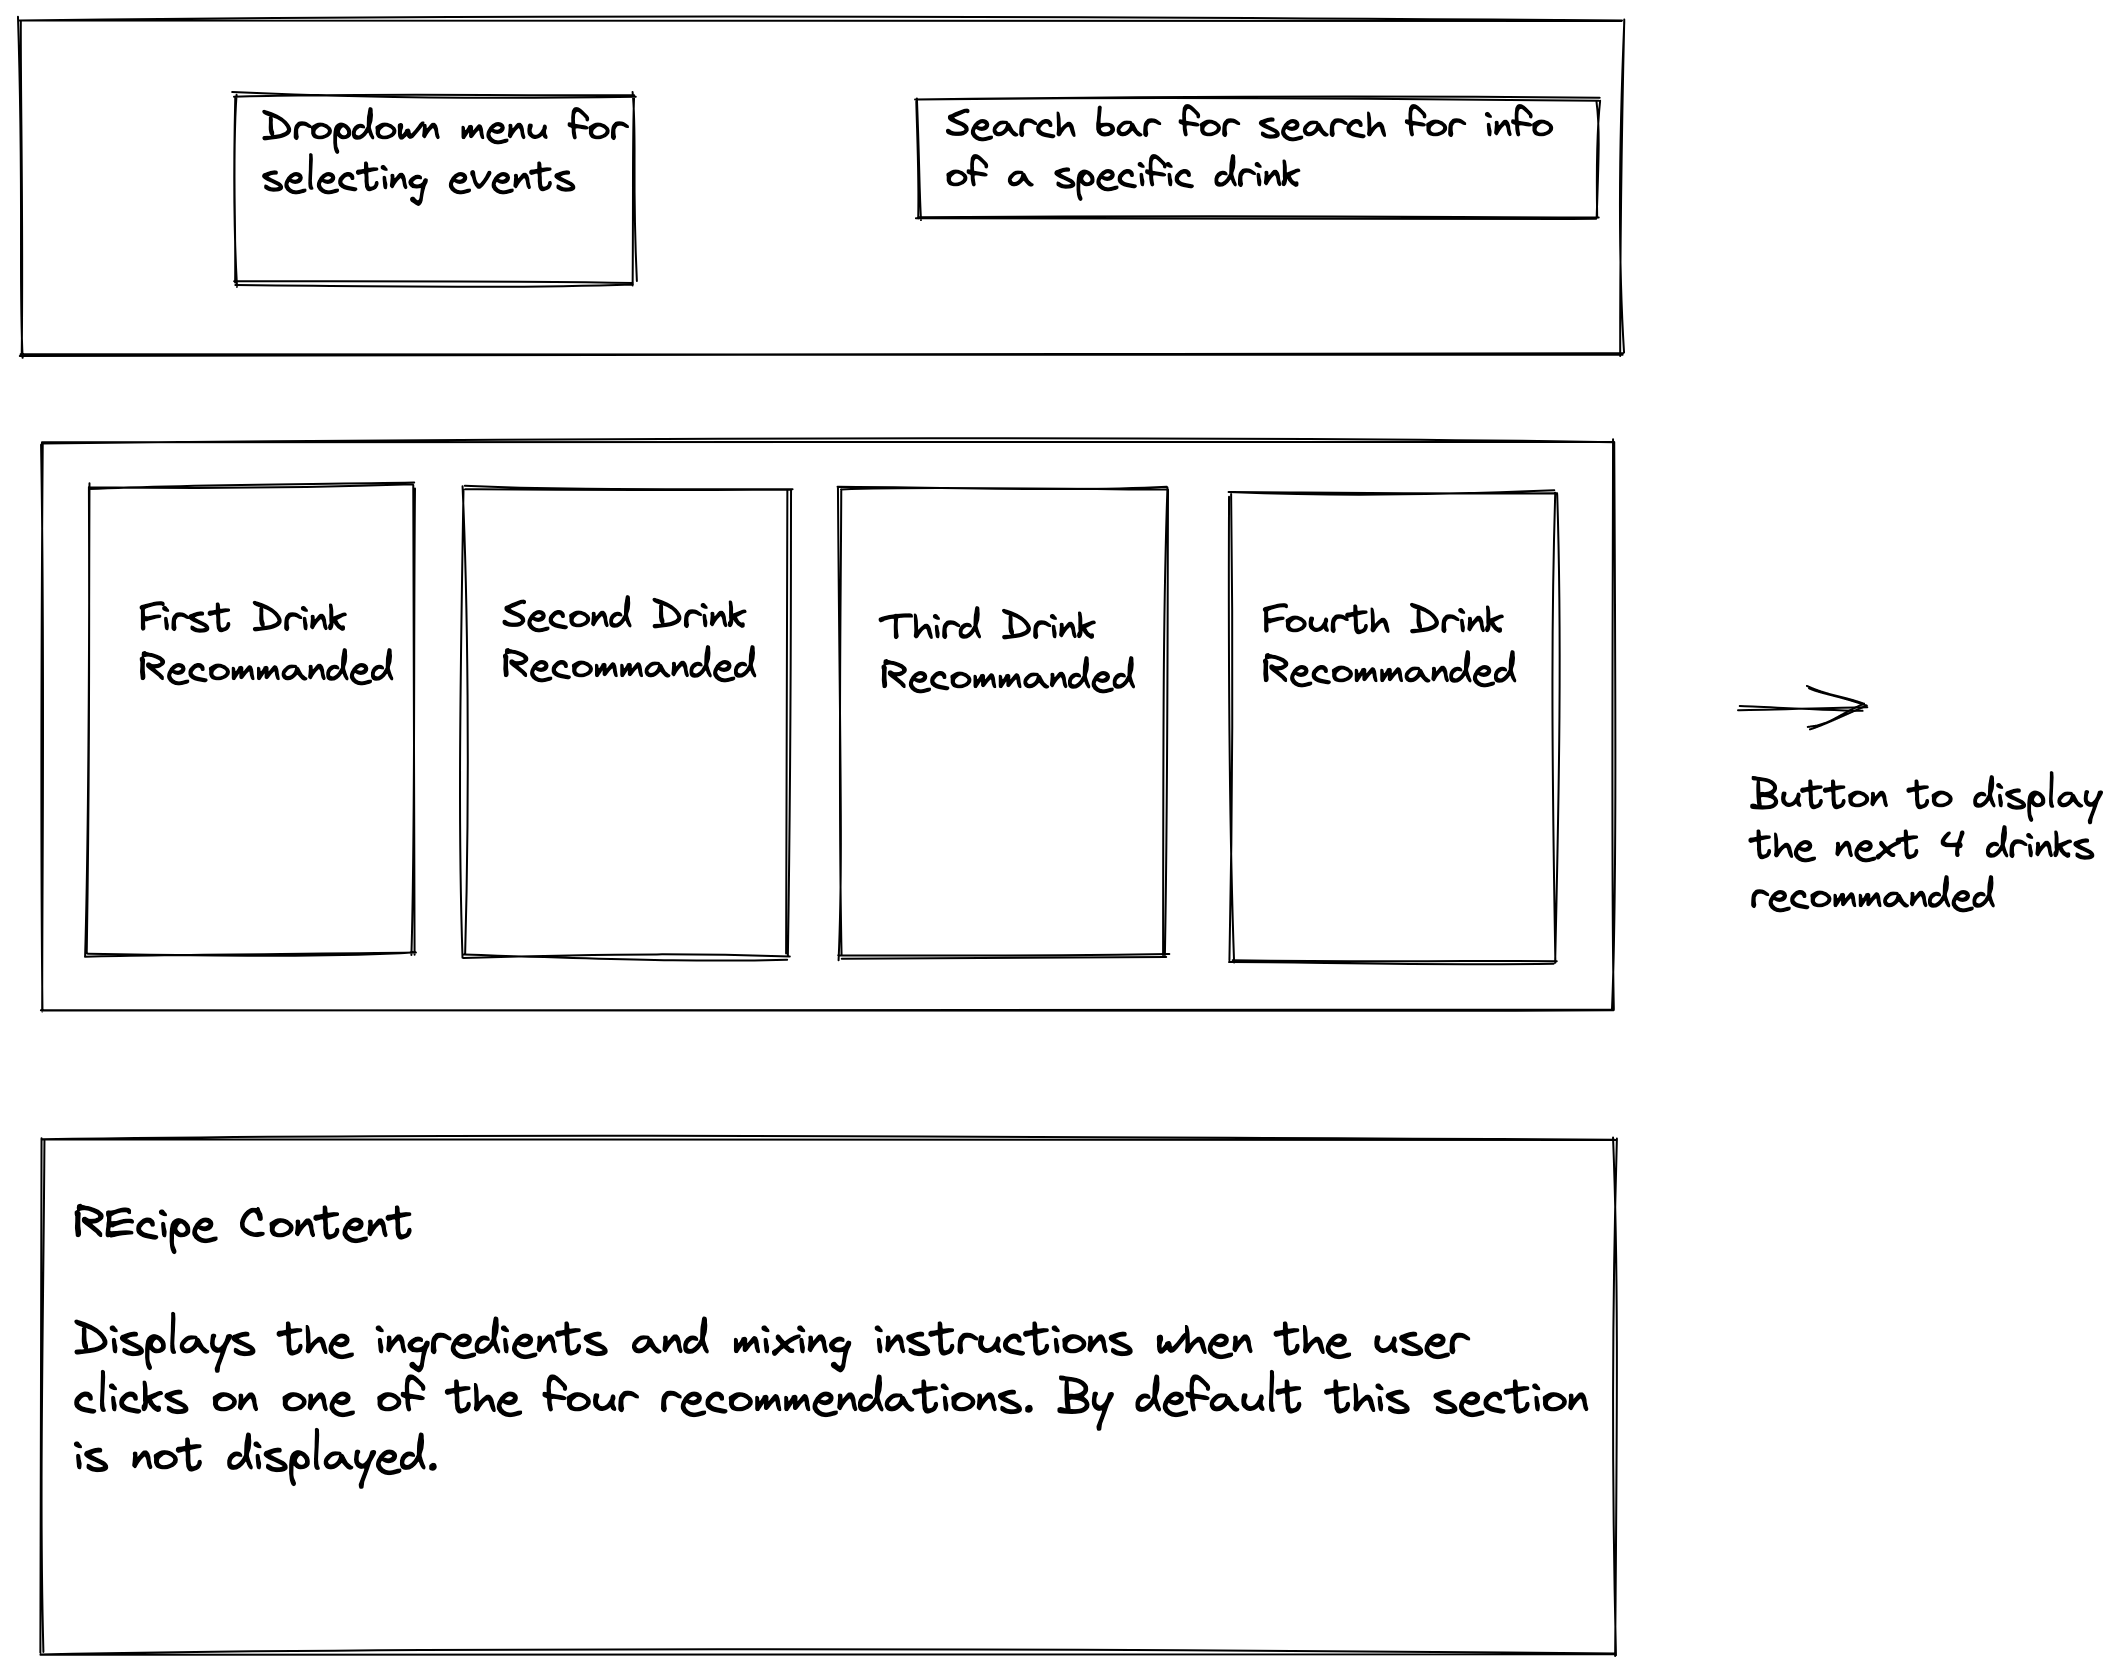 Dropdown menu for
selecting events
Search bar for search for info
of a specific drink
First Drink
Recommanded
Second Drink
Recommanded
Third Drink
Recommanded
Fourth Drink
Recommanded
Button to display
the next 4 drinks
recommanded
REcipe Content
Displays the ingredients and mixing instructions when the user
clicks on one of the four recommendations. By default this section
is not displayed.